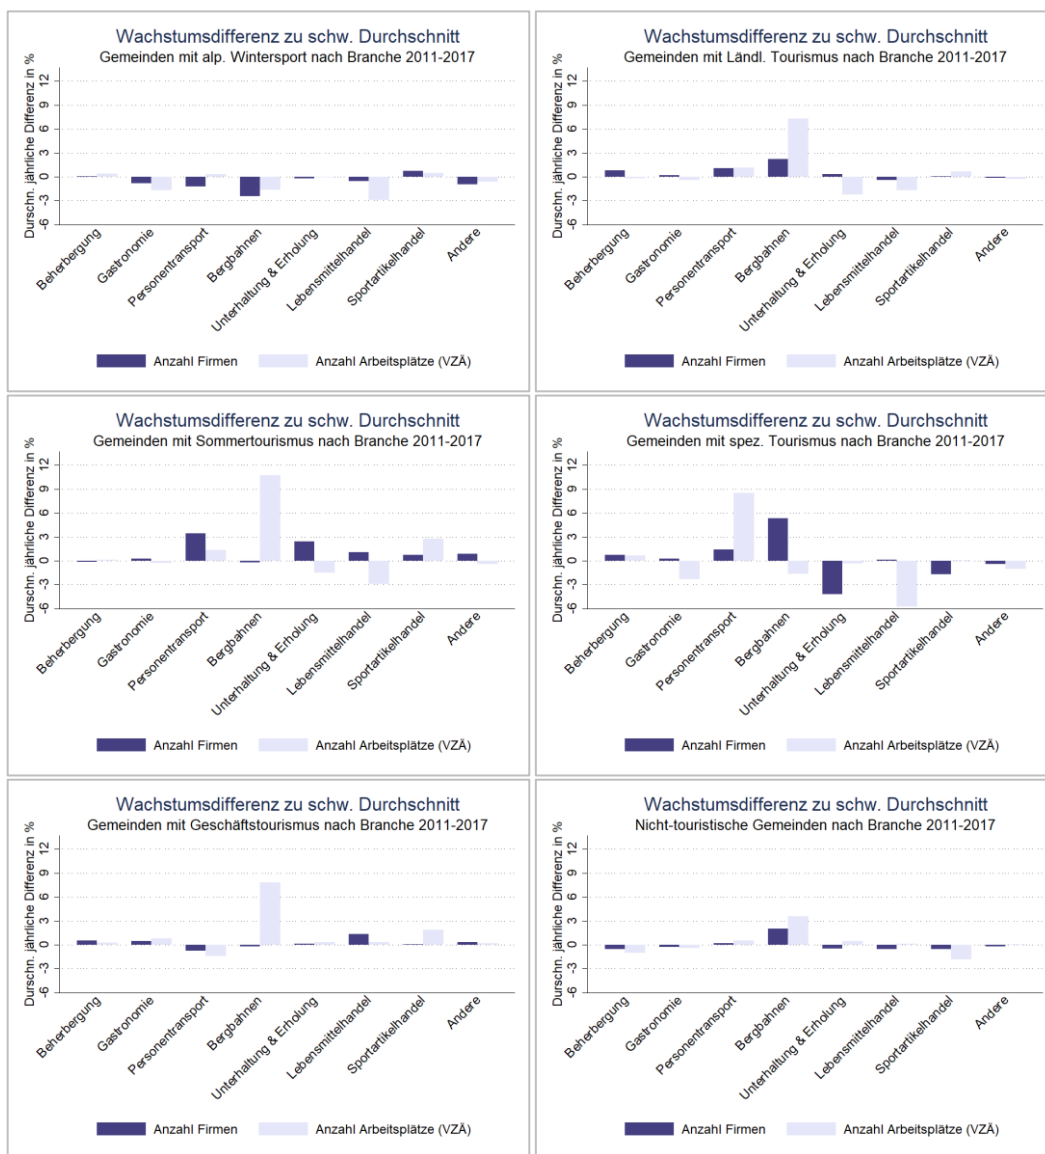 Wachstumsdifferenz zu schw. Durchschnitt
Gemeinden mit alp. Wintersport nach Branche 2011-2017
Durschn. jährliche Differenz in %
12
9
6
3
0
-3
-6
Beherbergung
Gastronomie
Personentransport
Bergbahnen
Unterhaltung & Erholung
Lebensmittelhandel
Sportartikelhandel
Andere
Anzahl Firmen
Anzahl Arbeitsplätze (VZÄ)
Wachstumsdifferenz zu schw. Durchschnitt
Gemeinden mit Ländl. Tourismus nach Branche 2011-2017
Durschn. jährliche Differenz in %
12
9
6
3
0
-3
-6
Beherbergung
Gastronomie
Personentransport
Bergbahnen
Unterhaltung & Erholung
Lebensmittelhandel
Sportartikelhandel
Andere
Anzahl Firmen
Anzahl Arbeitsplätze (VZÄ)
Wachstumsdifferenz zu schw. Durchschnitt
Gemeinden mit Sommertourismus nach Branche 2011-2017
Durschn. jährliche Differenz in %
12
9
6
3
0
-3
-6
Beherbergung
Gastronomie
Personentransport
Bergbahnen
Unterhaltung & Erholung
Lebensmittelhandel
Sportartikelhandel
Andere
Anzahl Firmen
Anzahl Arbeitsplätze (VZÄ)
Wachstumsdifferenz zu schw. Durchschnitt
Gemeinden mit spez. Tourismus nach Branche 2011-2017
Durschn. jährliche Differenz in %
12
9
6
3
0
-3
-6
Beherbergung
Gastronomie
Personentransport
Bergbahnen
Unterhaltung & Erholung
Lebensmittelhandel
Sportartikelhandel
Andere
Anzahl Firmen
Anzahl Arbeitsplätze (VZÄ)
Wachstumsdifferenz zu schw. Durchschnitt
Gemeinden mit Geschäftstourismus nach Branche 2011-2017
Durschn. jährliche Differenz in %
12
9
6
3
0
-3
-6
Beherbergung
Gastronomie
Personentransport
Bergbahnen
Unterhaltung & Erholung
Lebensmittelhandel
Sportartikelhandel
Andere
Anzahl Firmen
Anzahl Arbeitsplätze (VZÄ)
Wachstumsdifferenz zu schw. Durchschnitt
Nicht-touristische Gemeinden nach Branche 2011-2017
Durschn. jährliche Differenz in %
12
9
6
3
0
-3
-6
Beherbergung
Gastronomie
Personentransport
Bergbahnen
Unterhaltung & Erholung
Lebensmittelhandel
Sportartikelhandel
Andere
Anzahl Firmen
Anzahl Arbeitsplätze (VZÄ)